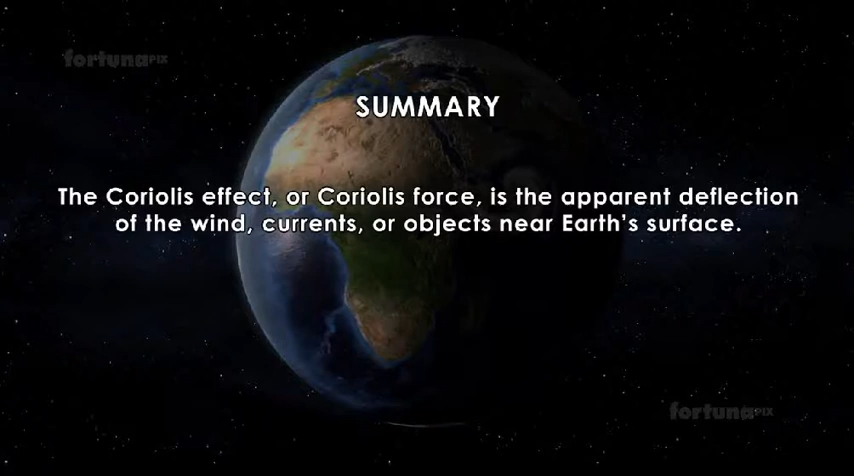 fortunaPIX
SUMMARY
The Coriolis effect, or Coriolis force, is the apparent deflection
of the wind, currents, or objects near Earth's surface.
fortunaPIX